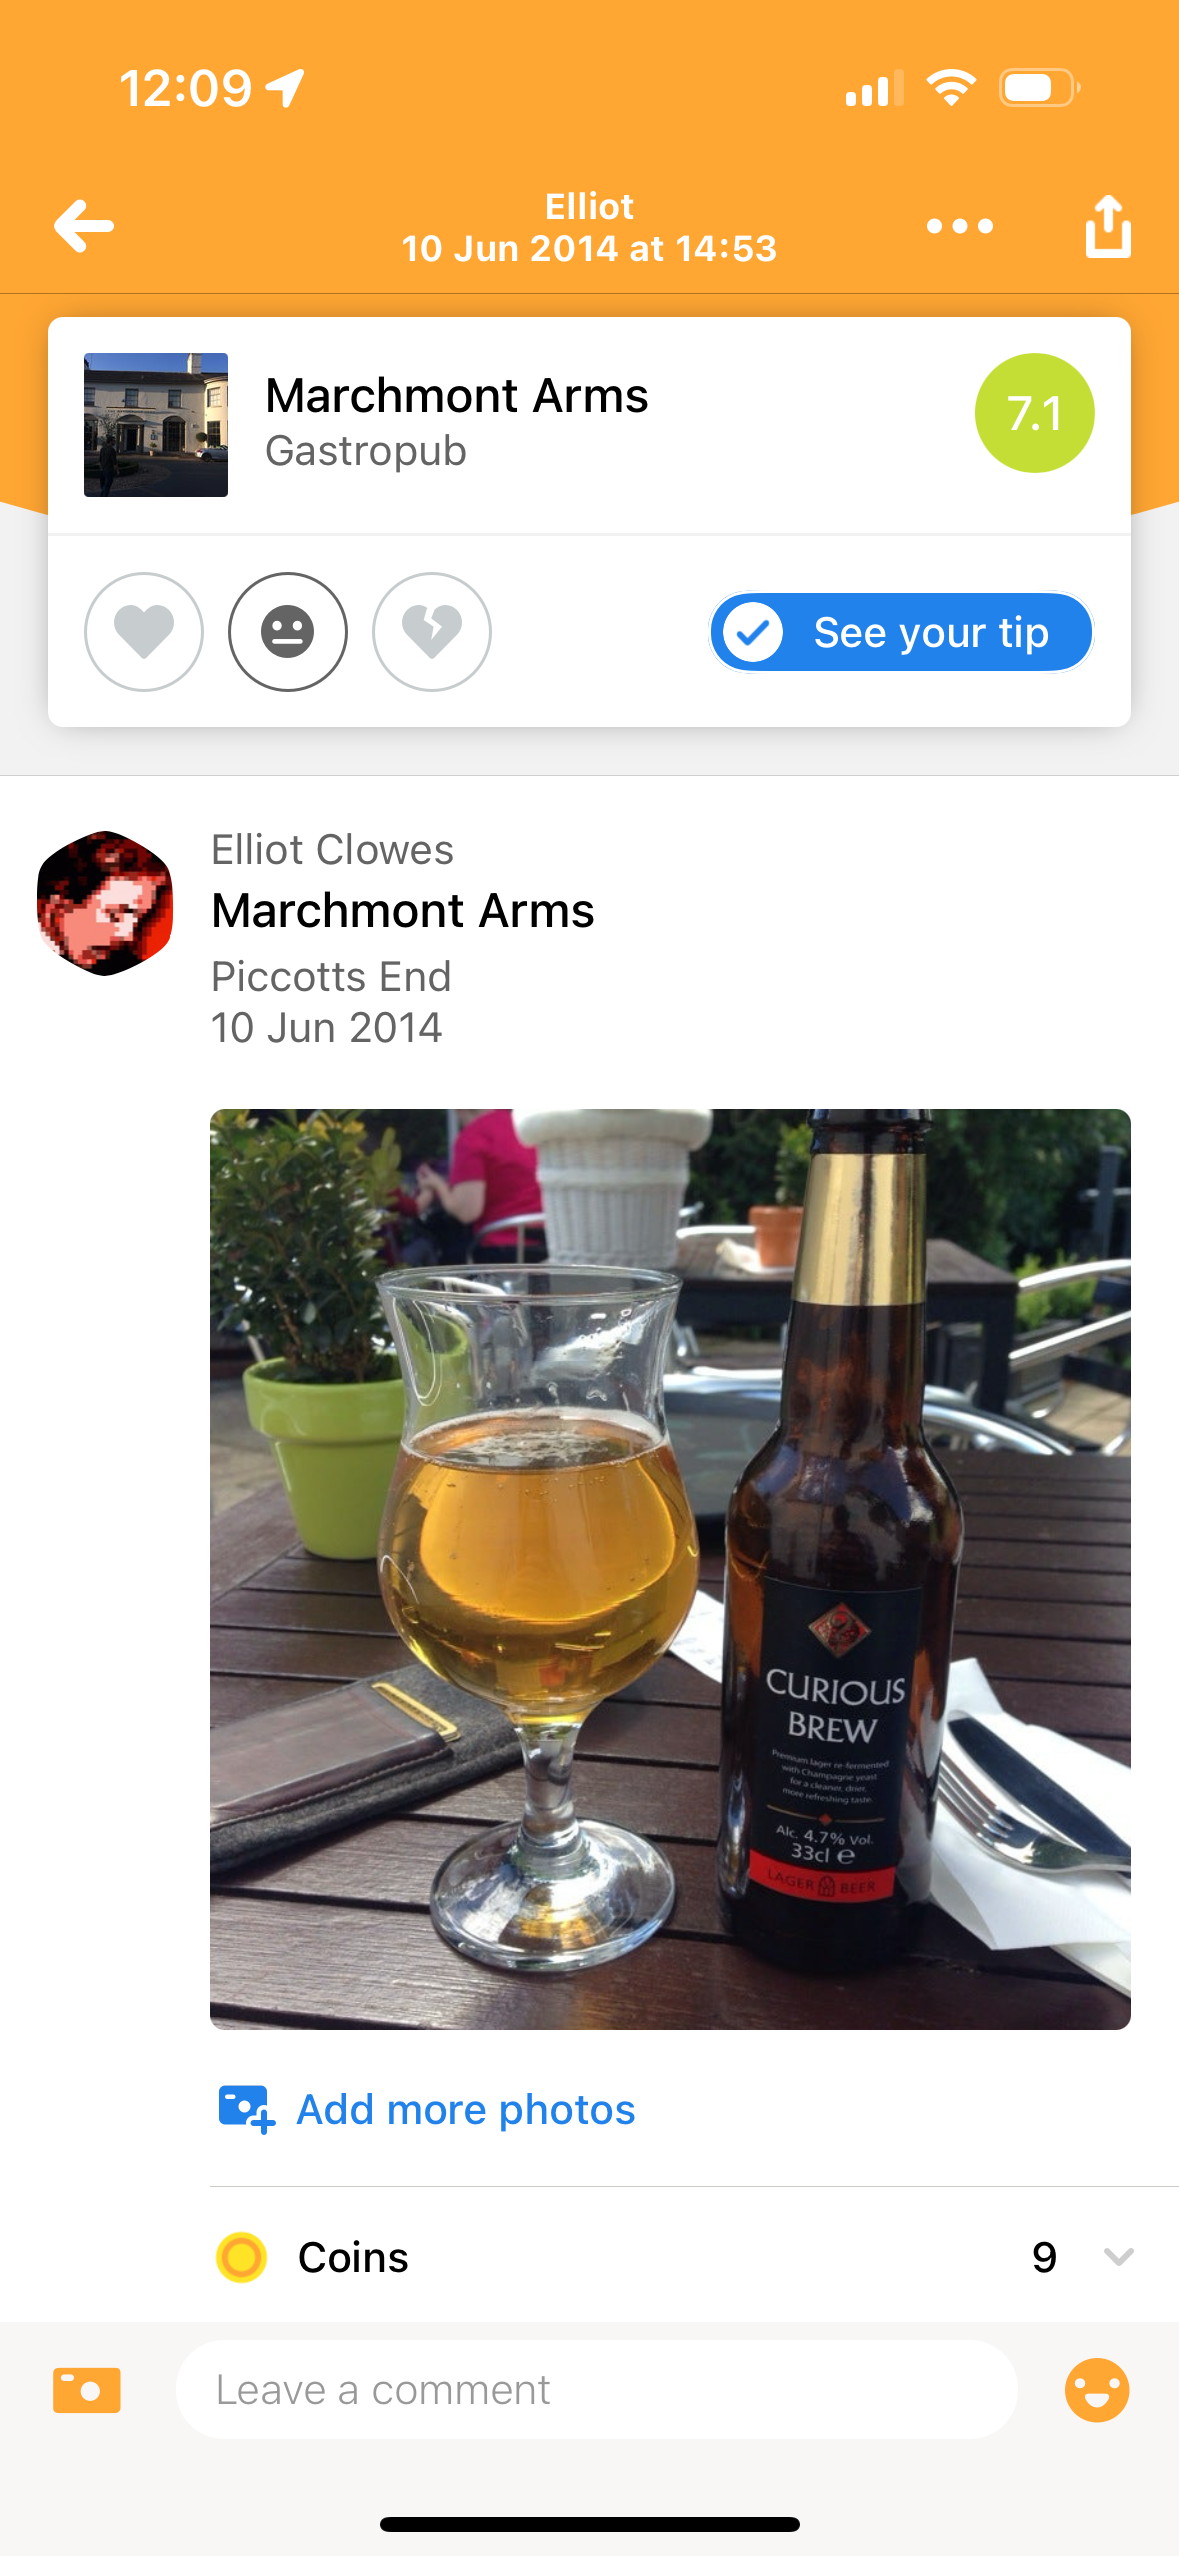 12:09
Elliot
10 Jun 2014 at 14:53
Marchmont Arms
Gastropub
7.1
See your tip
Elliot Clowes
Marchmont Arms
Piccotts End
10 Jun 2014
CURIOUS
BREW
Premium lager re-fermented
with Champagne yeast
for a cleaner, drier,
more refreshing taste.
Alc. 4.7% Vol.
33cl e
LAGER BEER
Add more photos
Coins
9
Leave a comment